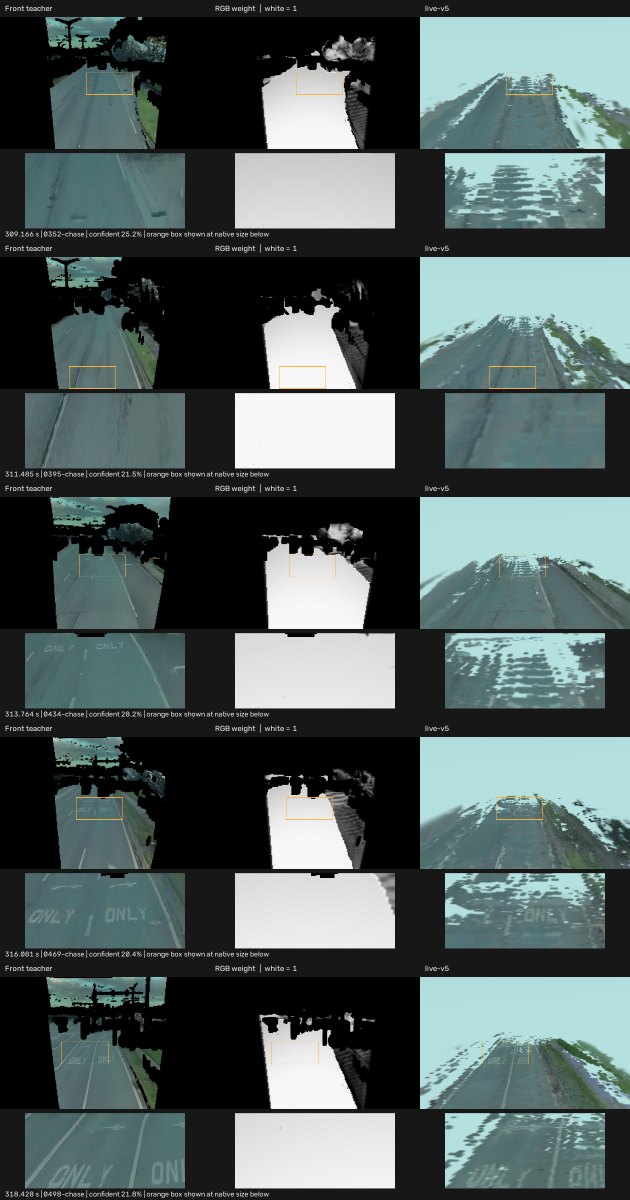 Front teacher RGB weight | white = 1 live-v5
309.166 s | 0352-chase | confident 25.2% | orange box shown at native size below
Front teacher RGB weight | white = 1 live-v5
311.485 s | 0395-chase | confident 21.5% | orange box shown at native size below
Front teacher RGB weight | white = 1 live-v5
ONLY ONLY
313.764 s | 0434-chase | confident 28.2% | orange box shown at native size below
Front teacher RGB weight | white = 1 live-v5
ONLY ONLY
ONLY ONLY ONLY
316.081 s | 0469-chase | confident 20.4% | orange box shown at native size below
Front teacher RGB weight | white = 1 live-v5
ONLY
ONLY
318.428 s | 0498-chase | confident 21.8% | orange box shown at native size below